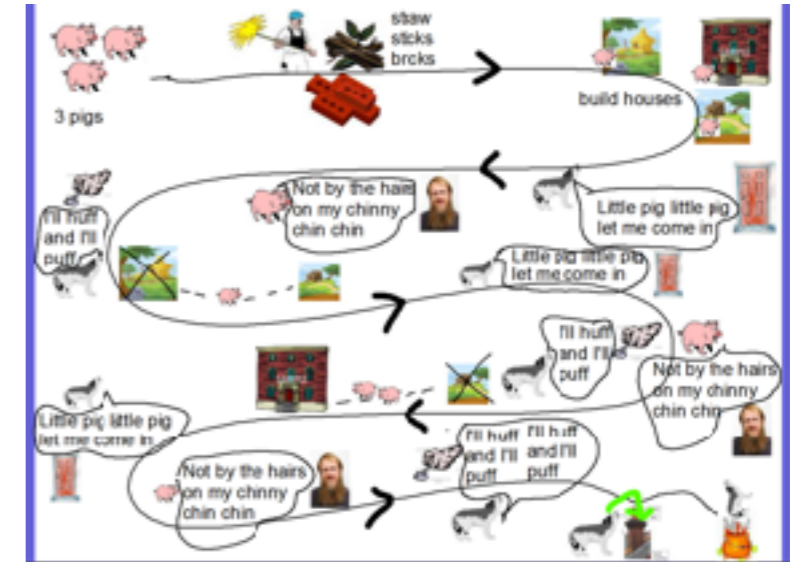 straw
sticks
bricks
3 pigs
build houses
Not by the hairs
on my chinny
chin chin
Little pig little pig
let me come in
I'll huff
and I'll
puff
Little pig little pig
let me come in
I'll huff
and I'll
puff
Not by the hairs
on my chinny
chin chin
Little pig little pig
let me come in
Not by the hairs
on my chinny
chin chin
I'll huff I'll huff
and I'll and I'll
puff puff